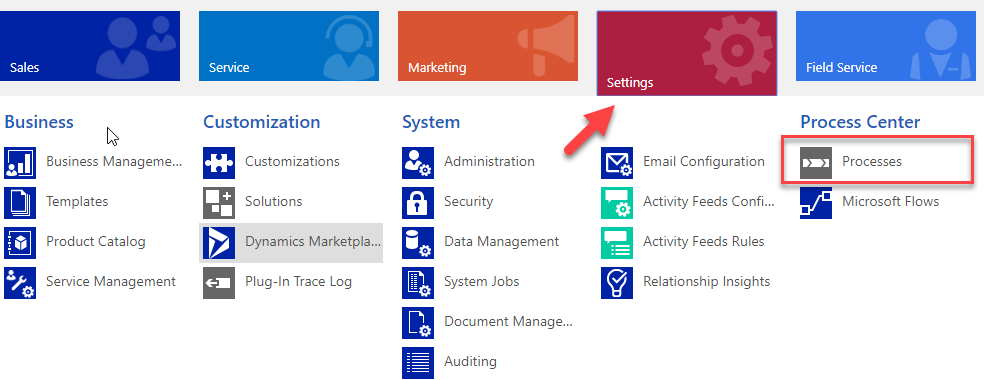 Sales
Service
Marketing
Settings
Field Service
Business
Business Manageme...
Templates
Product Catalog
Service Management
Customization
Customizations
Solutions
Dynamics Marketpla...
Plug-In Trace Log
System
Administration
Security
Data Management
System Jobs
Document Manage...
Auditing
Email Configuration
Activity Feeds Confi...
Activity Feeds Rules
Relationship Insights
Process Center
Processes
Microsoft Flows